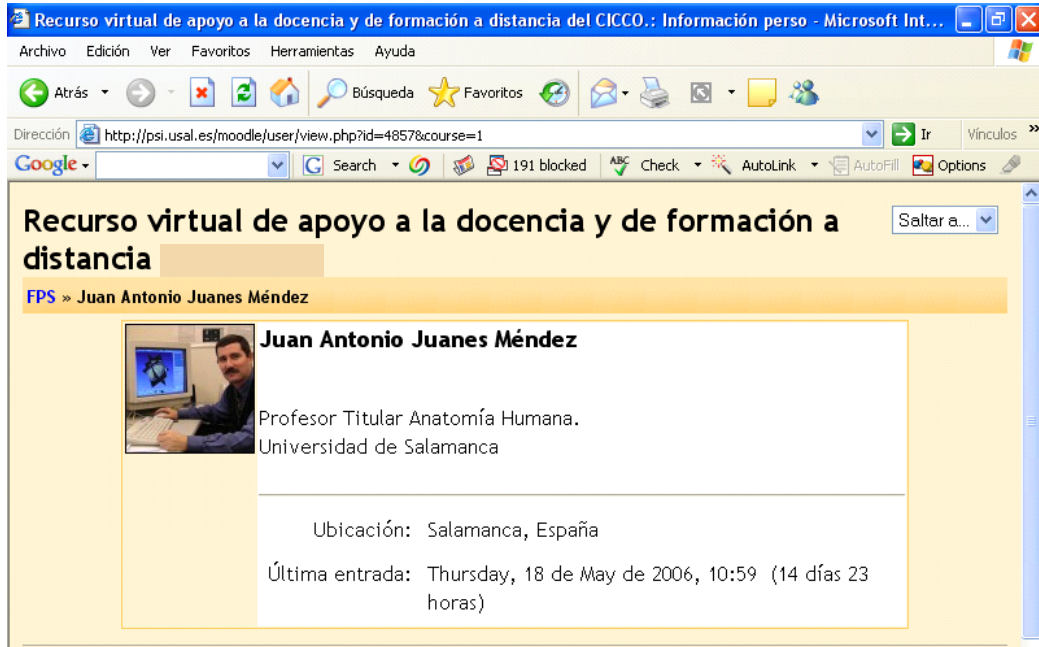 Recurso virtual de apoyo a la docencia y de formación a distancia del CICCO.: Información perso - Microsoft Int...
Archivo Edición Ver Favoritos Herramientas Ayuda
Atrás Búsqueda Favoritos
Dirección http://psi.usal.es/moodle/user/view.php?id=4857&course=1 Ir Vínculos »
Google G Search 191 blocked ABC Check AutoLink AutoFill Options
Recurso virtual de apoyo a la docencia y de formación a Saltar a...
distancia
FPS » Juan Antonio Juanes Méndez
Juan Antonio Juanes Méndez
Profesor Titular Anatomía Humana.
Universidad de Salamanca
Ubicación: Salamanca, España
Última entrada: Thursday, 18 de May de 2006, 10:59 (14 días 23
horas)